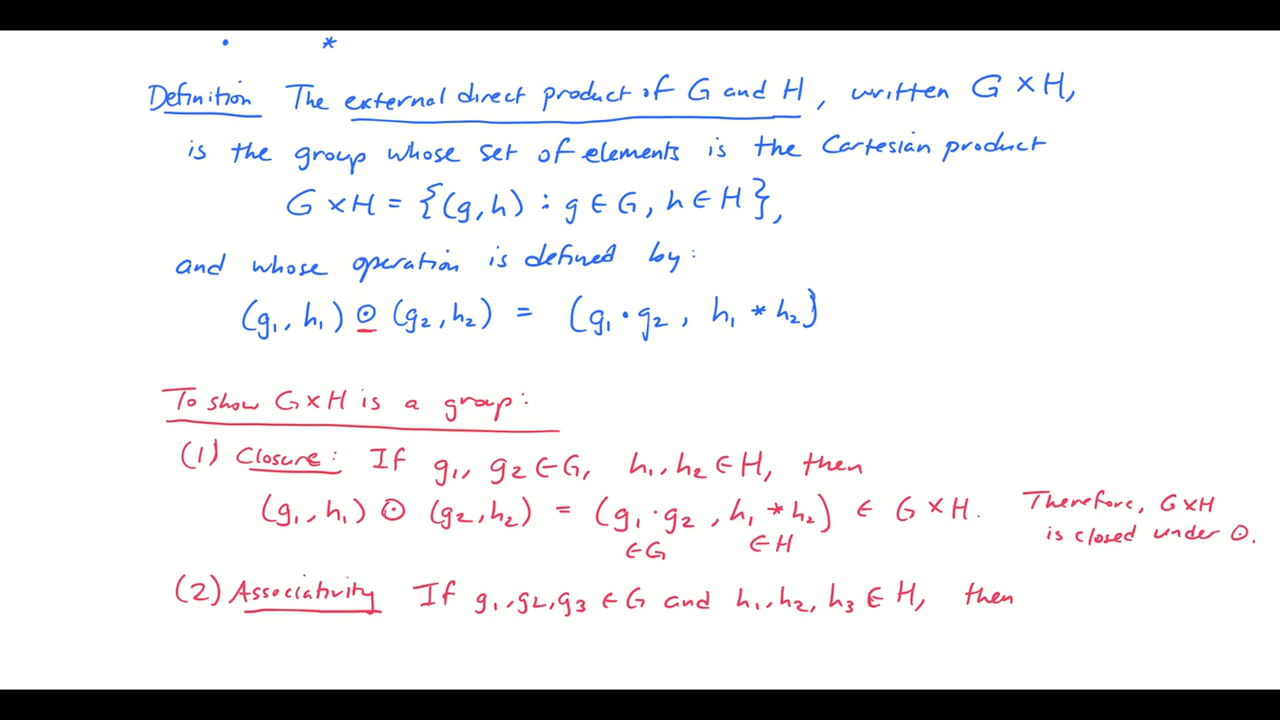 · *
Definition The external direct product of G and H, written G × H,
is the group whose set of elements is the Cartesian product
G × H = {(g, h) : g ∈ G, h ∈ H},
and whose operation is defined by:
(g₁, h₁) ⊙ (g₂, h₂) = (g₁ · g₂, h₁ * h₂)
To show G × H is a group:
(1) Closure: If g₁, g₂ ∈ G, h₁, h₂ ∈ H, then
(g₁, h₁) ⊙ (g₂, h₂) = (g₁ · g₂, h₁ * h₂) ∈ G × H.
∈ G ∈ H
Therefore, G × H
is closed under ⊙.
(2) Associativity If g₁, g₂, g₃ ∈ G and h₁, h₂, h₃ ∈ H, then